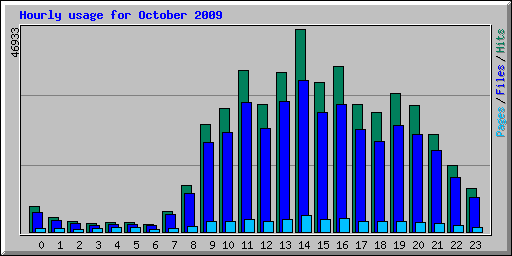 Hourly usage for October 2009
46933
Pages / Files / Hits
0 1 2 3 4 5 6 7 8 9 10 11 12 13 14 15 16 17 18 19 20 21 22 23